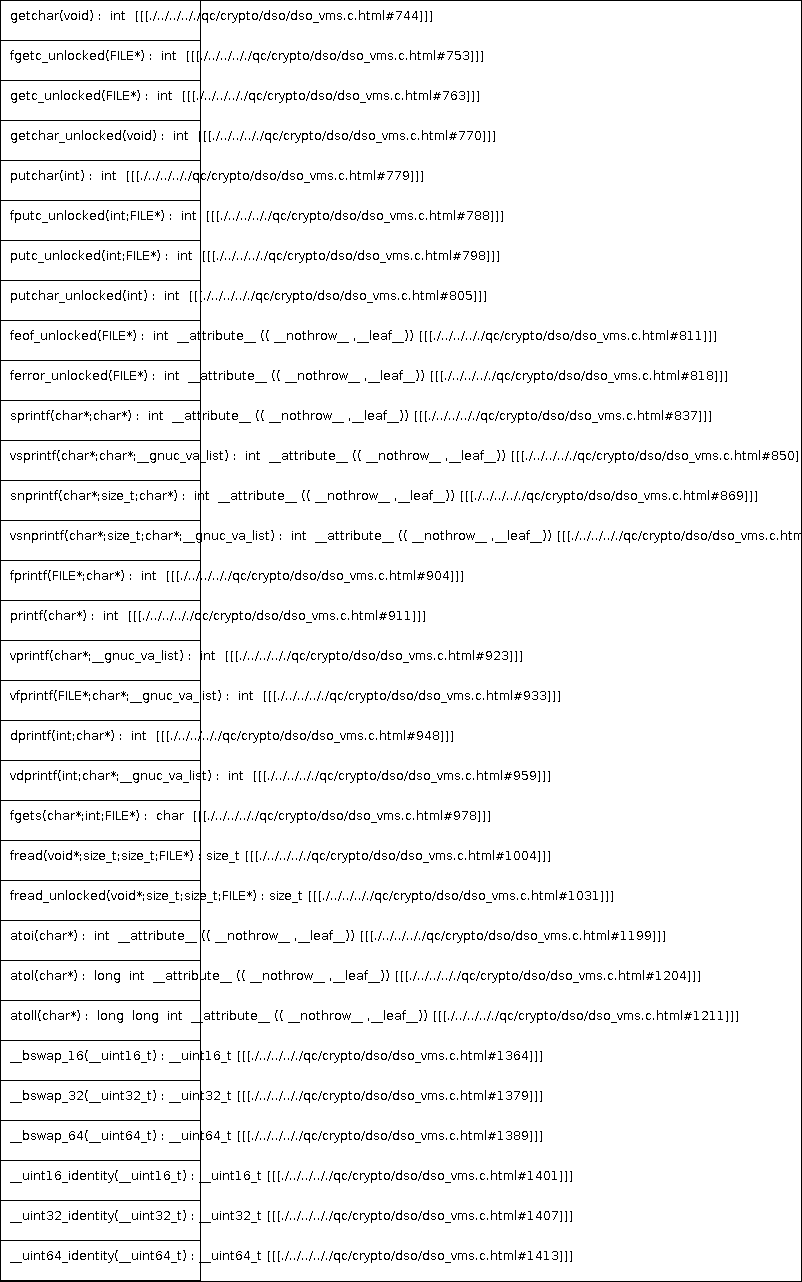 getchar(void) :  int  [[[./../../../qc/crypto/dso/dso_vms.c.html#744]]]
fgetc_unlocked(FILE*) :  int  [[[./../../../qc/crypto/dso/dso_vms.c.html#753]]]
getc_unlocked(FILE*) :  int  [[[./../../../qc/crypto/dso/dso_vms.c.html#763]]]
getchar_unlocked(void) :  int  [[[./../../../qc/crypto/dso/dso_vms.c.html#770]]]
putchar(int) :  int  [[[./../../../qc/crypto/dso/dso_vms.c.html#779]]]
fputc_unlocked(int;FILE*) :  int  [[[./../../../qc/crypto/dso/dso_vms.c.html#788]]]
putc_unlocked(int;FILE*) :  int  [[[./../../../qc/crypto/dso/dso_vms.c.html#798]]]
putchar_unlocked(int) :  int  [[[./../../../qc/crypto/dso/dso_vms.c.html#805]]]
feof_unlocked(FILE*) :  int  __attribute__ (( __nothrow__ ,__leaf__)) [[[./../../../qc/crypto/dso/dso_vms.c.html#811]]]
ferror_unlocked(FILE*) :  int  __attribute__ (( __nothrow__ ,__leaf__)) [[[./../../../qc/crypto/dso/dso_vms.c.html#818]]]
sprintf(char*;char*) :  int  __attribute__ (( __nothrow__ ,__leaf__)) [[[./../../../qc/crypto/dso/dso_vms.c.html#837]]]
vsprintf(char*;char*;__gnuc_va_list) :  int  __attribute__ (( __nothrow__ ,__leaf__)) [[[./../../../qc/crypto/dso/dso_vms.c.html#850]
snprintf(char*;size_t;char*) :  int  __attribute__ (( __nothrow__ ,__leaf__)) [[[./../../../qc/crypto/dso/dso_vms.c.html#869]]]
vsnprintf(char*;size_t;char*;__gnuc_va_list) :  int  __attribute__ (( __nothrow__ ,__leaf__)) [[[./../../../qc/crypto/dso/dso_vms.c.htm
fprintf(FILE*;char*) :  int  [[[./../../../qc/crypto/dso/dso_vms.c.html#904]]]
printf(char*) :  int  [[[./../../../qc/crypto/dso/dso_vms.c.html#911]]]
vprintf(char*;__gnuc_va_list) :  int  [[[./../../../qc/crypto/dso/dso_vms.c.html#923]]]
vfprintf(FILE*;char*;__gnuc_va_list) :  int  [[[./../../../qc/crypto/dso/dso_vms.c.html#933]]]
dprintf(int;char*) :  int  [[[./../../../qc/crypto/dso/dso_vms.c.html#948]]]
vdprintf(int;char*;__gnuc_va_list) :  int  [[[./../../../qc/crypto/dso/dso_vms.c.html#959]]]
fgets(char*;int;FILE*) :  char  [[[./../../../qc/crypto/dso/dso_vms.c.html#978]]]
fread(void*;size_t;size_t;FILE*) : size_t [[[./../../../qc/crypto/dso/dso_vms.c.html#1004]]]
fread_unlocked(void*;size_t;size_t;FILE*) : size_t [[[./../../../qc/crypto/dso/dso_vms.c.html#1031]]]
atoi(char*) :  int  __attribute__ (( __nothrow__ ,__leaf__)) [[[./../../../qc/crypto/dso/dso_vms.c.html#1199]]]
atol(char*) :  long  int  __attribute__ (( __nothrow__ ,__leaf__)) [[[./../../../qc/crypto/dso/dso_vms.c.html#1204]]]
atoll(char*) :  long  long  int  __attribute__ (( __nothrow__ ,__leaf__)) [[[./../../../qc/crypto/dso/dso_vms.c.html#1211]]]
__bswap_16(__uint16_t) : __uint16_t [[[./../../../qc/crypto/dso/dso_vms.c.html#1364]]]
__bswap_32(__uint32_t) : __uint32_t [[[./../../../qc/crypto/dso/dso_vms.c.html#1379]]]
__bswap_64(__uint64_t) : __uint64_t [[[./../../../qc/crypto/dso/dso_vms.c.html#1389]]]
__uint16_identity(__uint16_t) : __uint16_t [[[./../../../qc/crypto/dso/dso_vms.c.html#1401]]]
__uint32_identity(__uint32_t) : __uint32_t [[[./../../../qc/crypto/dso/dso_vms.c.html#1407]]]
__uint64_identity(__uint64_t) : __uint64_t [[[./../../../qc/crypto/dso/dso_vms.c.html#1413]]]